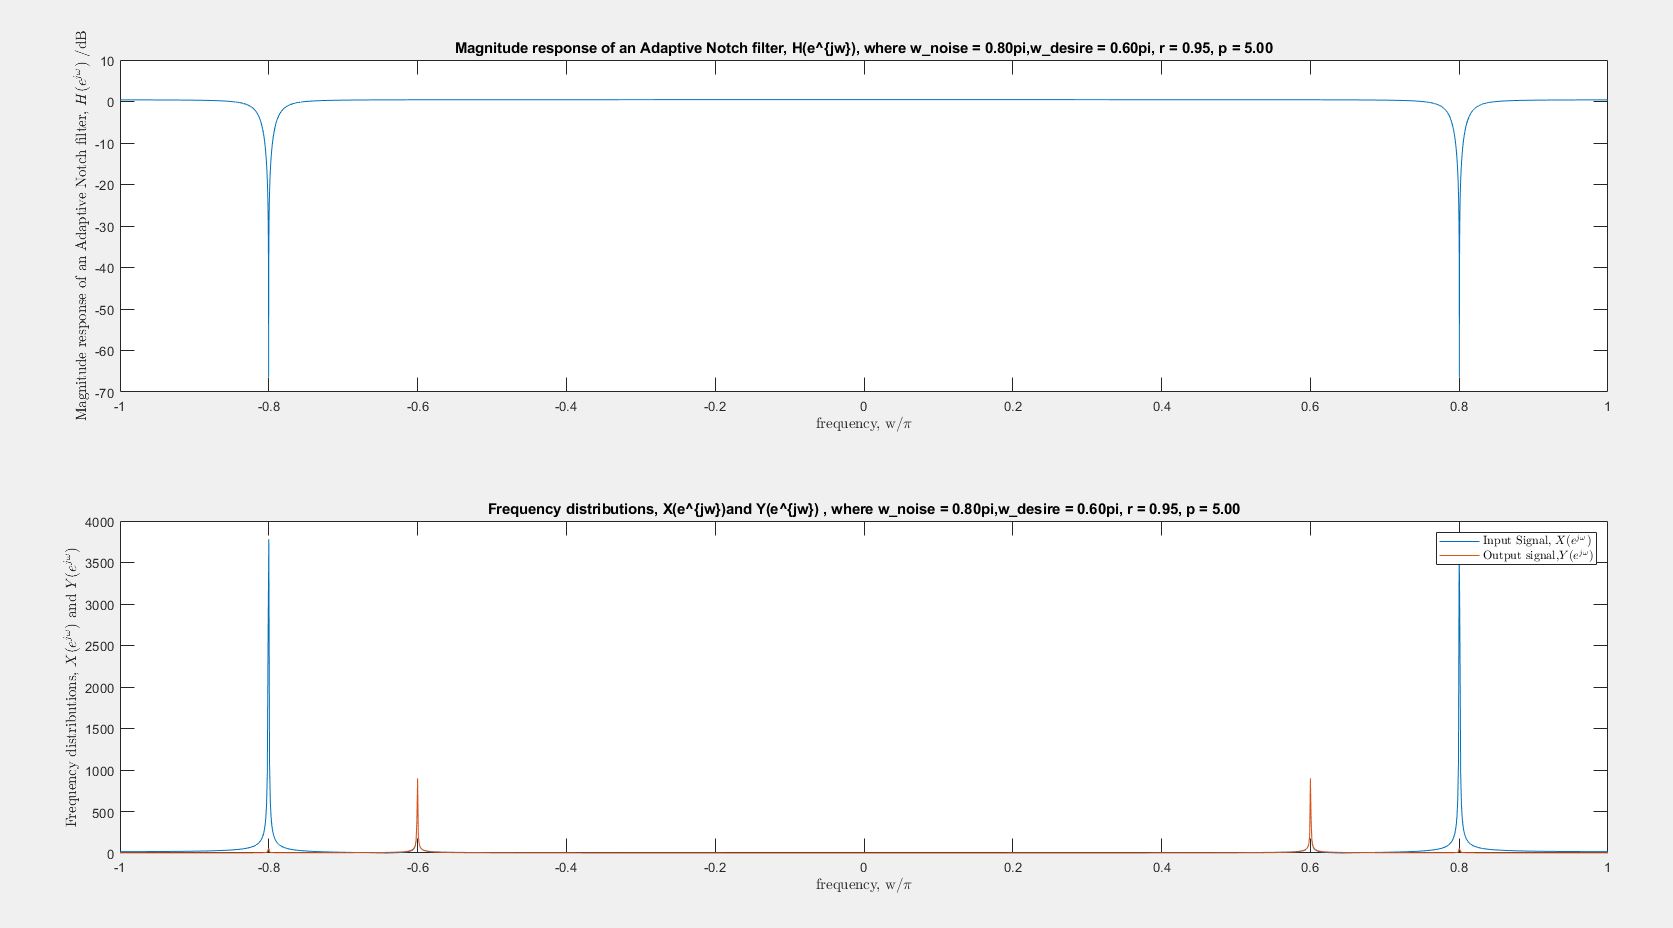 Magnitude response of an Adaptive Notch filter, H(e^{jw}), where w_noise = 0.80pi,w_desire = 0.60pi, r = 0.95, p = 5.00
Magnitude response of an Adaptive Notch filter, H(e^{jω}) /dB
10
0
-10
-20
-30
-40
-50
-60
-70
-1 -0.8 -0.6 -0.4 -0.2 0 0.2 0.4 0.6 0.8 1
frequency, w/π
Frequency distributions, X(e^{jw})and Y(e^{jw}) , where w_noise = 0.80pi,w_desire = 0.60pi, r = 0.95, p = 5.00
Frequency distributions, X(e^{jω}) and Y(e^{jω})
4000
3500
3000
2500
2000
1500
1000
500
0
Input Signal, X(e^{jω})
Output signal,Y(e^{jω})
-1 -0.8 -0.6 -0.4 -0.2 0 0.2 0.4 0.6 0.8 1
frequency, w/π